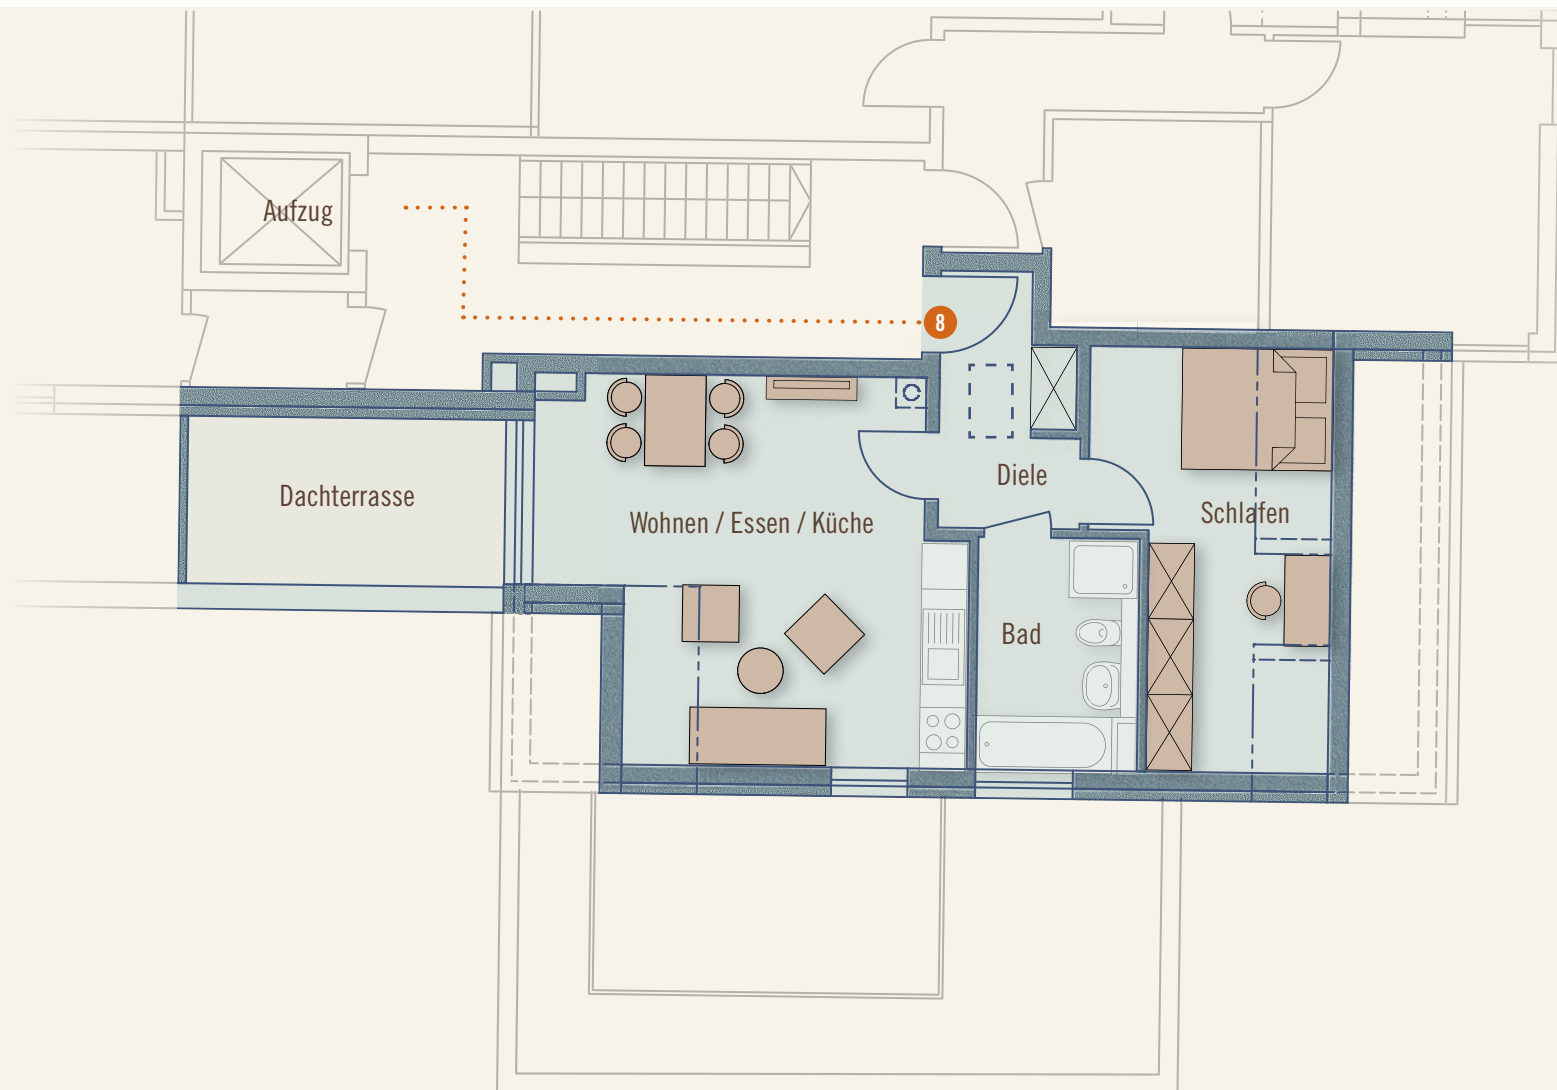 Aufzug
8
Diele
Dachterrasse
Schlafen
Wohnen / Essen / Küche
Bad